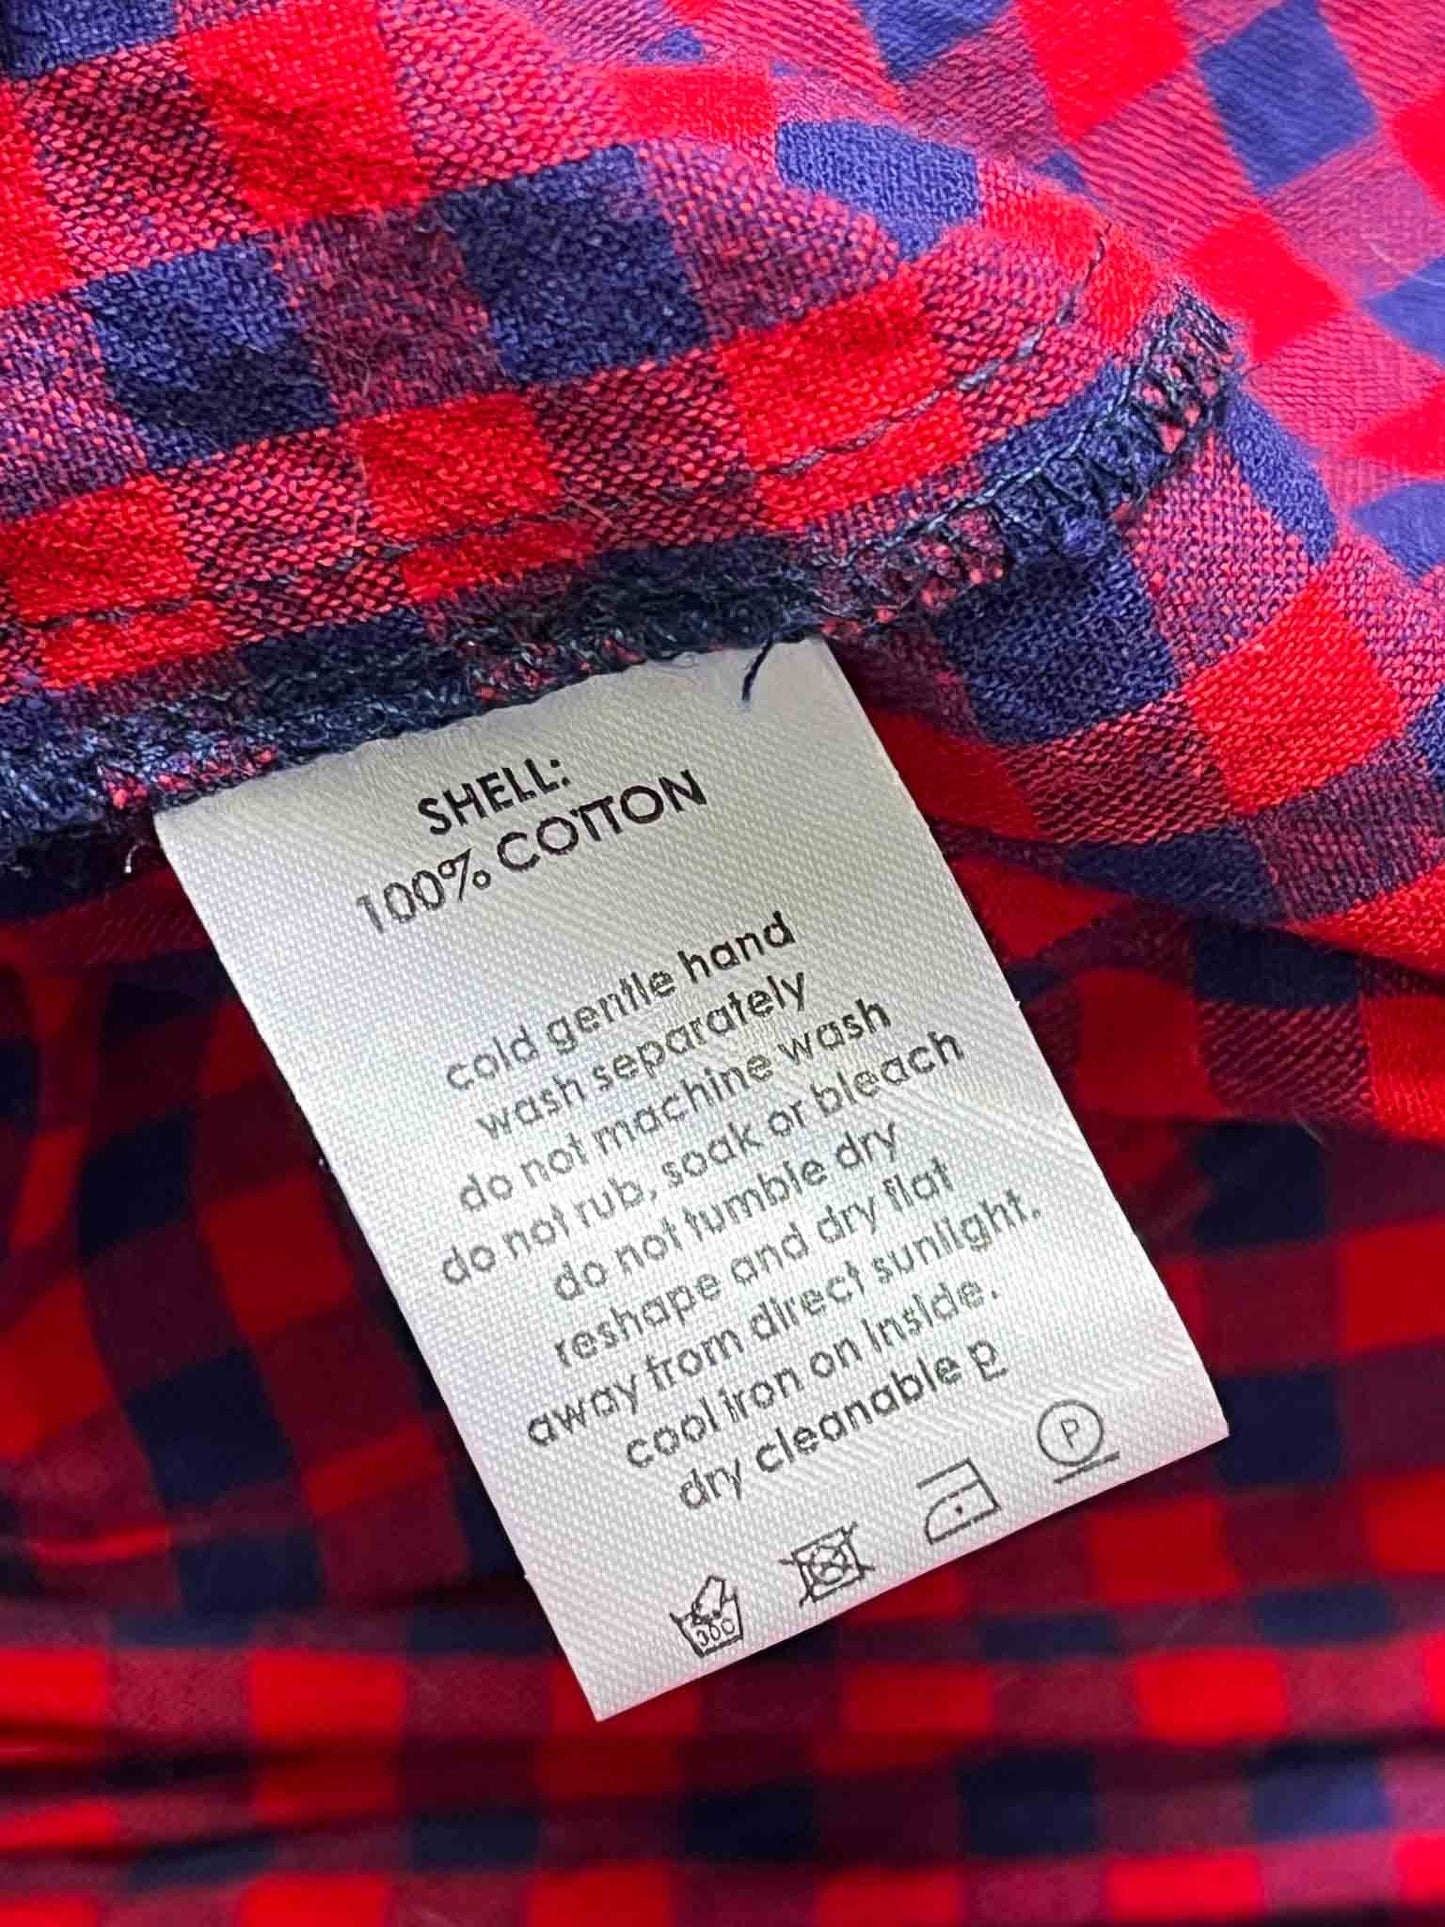 SHELL:
100% COTTON
cold gentle hand
wash separately
do not machine wash
do not rub, soak or bleach
do not tumble dry
reshape and dry flat
away from direct sunlight.
cool iron on inside.
dry cleanable p
P